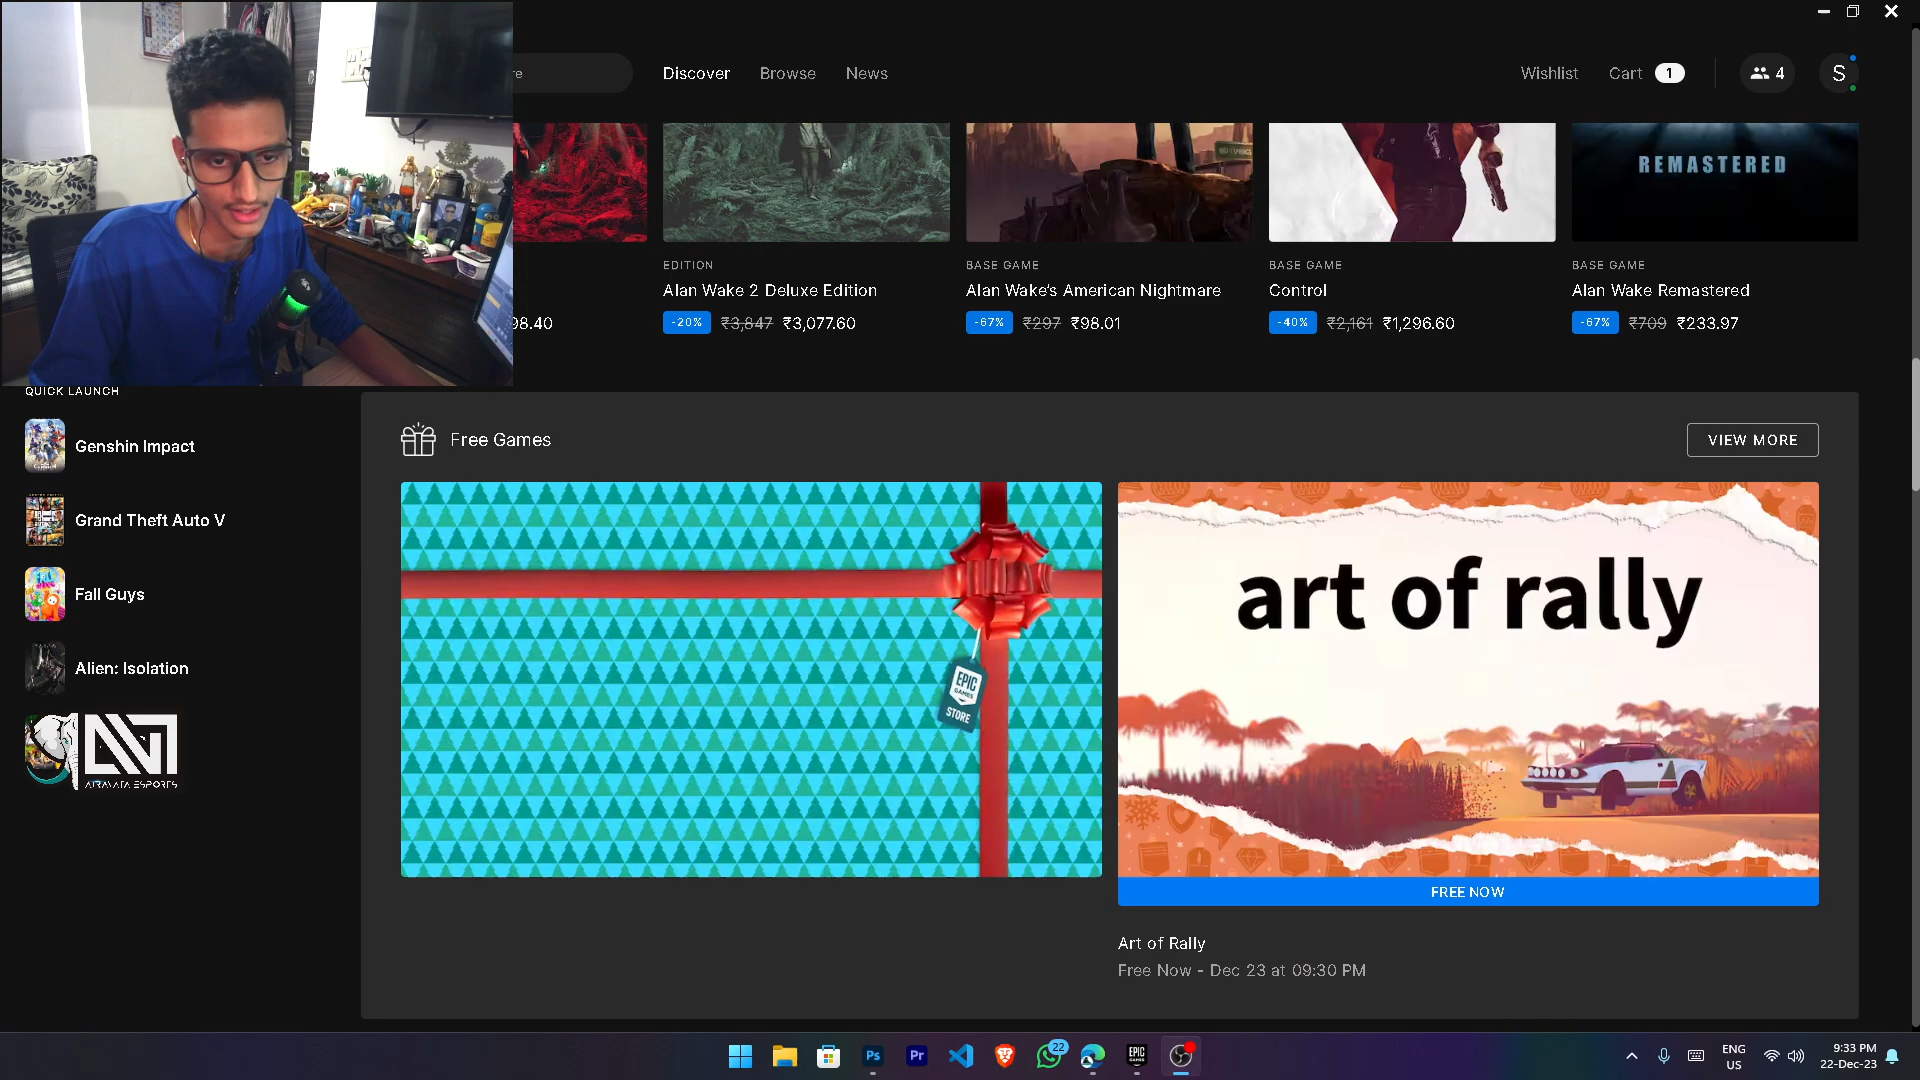 re
Discover
Browse
News
Wishlist
Cart
1
4
S
REMASTERED
98.40
EDITION
Alan Wake 2 Deluxe Edition
-20% ₹3,847 ₹3,077.60
BASE GAME
Alan Wake's American Nightmare
-67% ₹297 ₹98.01
BASE GAME
Control
-40% ₹2,161 ₹1,296.60
BASE GAME
Alan Wake Remastered
-67% ₹709 ₹233.97
QUICK LAUNCH
Genshin Impact
Grand Theft Auto V
Fall Guys
Alien: Isolation
AIRAVATA ESPORTS
Free Games
VIEW MORE
EPIC
GAMES
STORE
art of rally
FREE NOW
Art of Rally
Free Now - Dec 23 at 09:30 PM
Ps
Pr
22
EPIC
GAMES
ENG
US
9:33 PM
22-Dec-23